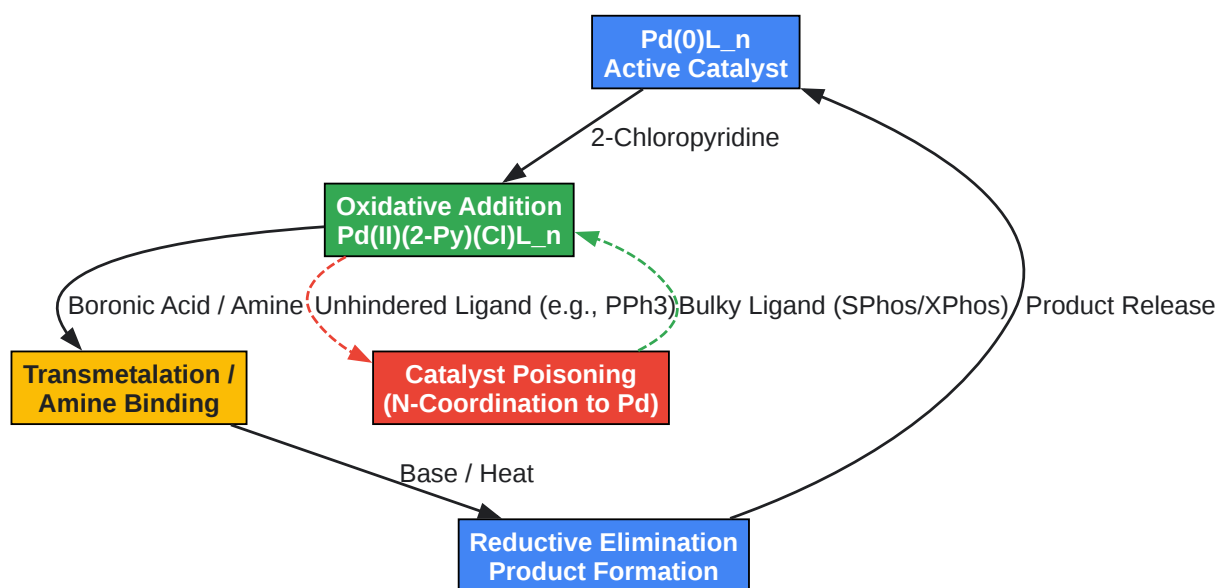 Pd(0)L_n
Active Catalyst
2-Chloropyridine
Oxidative Addition
Pd(II)(2-Py)(Cl)L_n
Boronic Acid / Amine
Unhindered Ligand (e.g., PPh3)
Bulky Ligand (SPhos/XPhos)
Product Release
Transmetalation /
Amine Binding
Catalyst Poisoning
(N-Coordination to Pd)
Base / Heat
Reductive Elimination
Product Formation